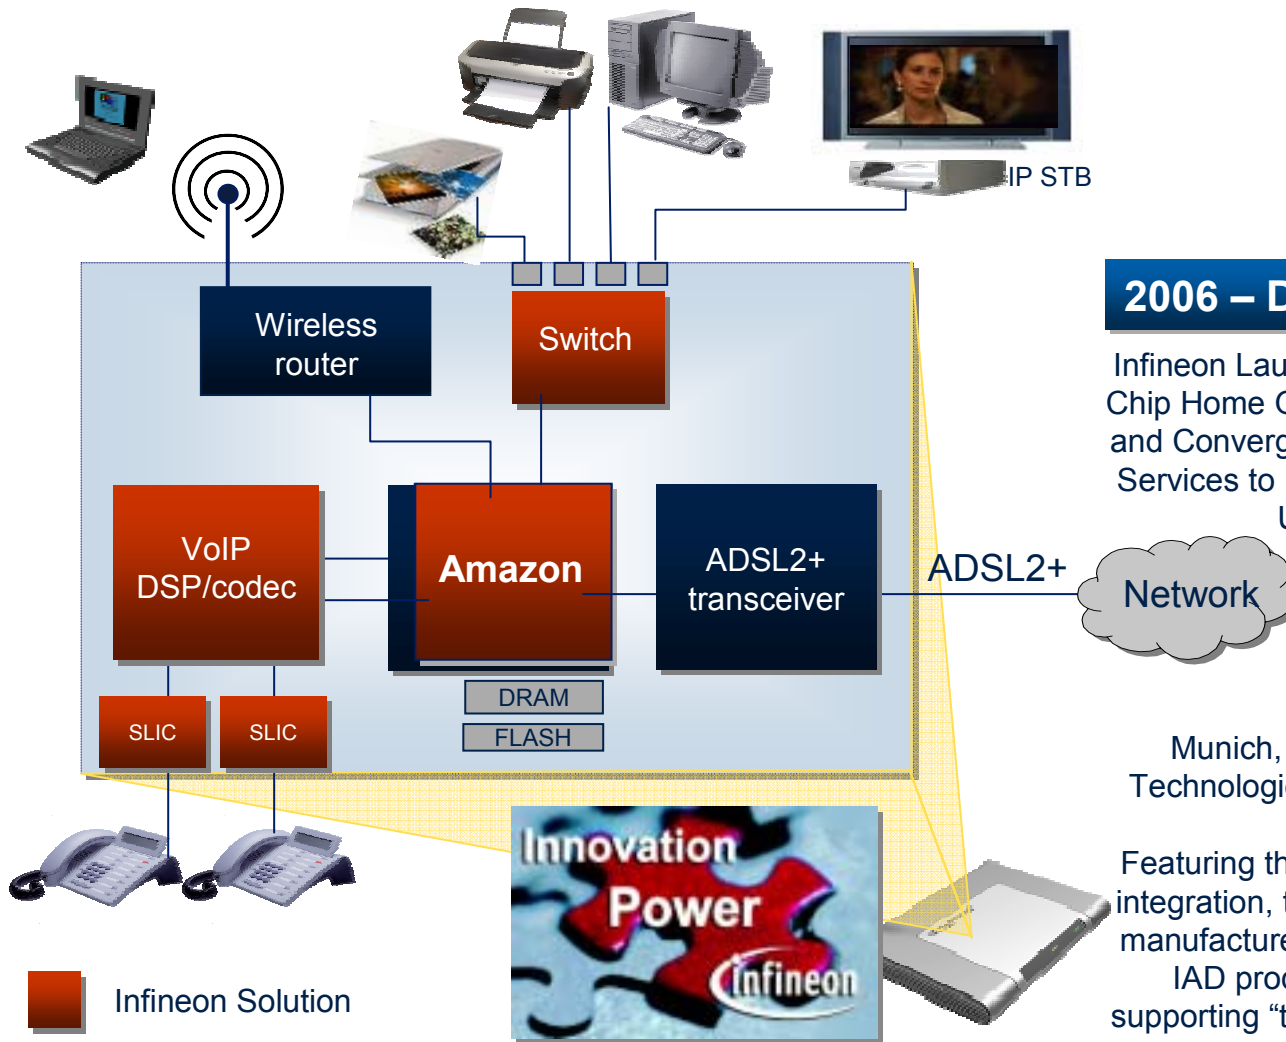 IP STB
Wireless
router
Switch
2006 – D
Infineon Lau
Chip Home
and Converg
Services to
VoIP
DSP/codec
Amazon
ADSL2+
transceiver
ADSL2+
Network
DRAM
FLASH
SLIC
SLIC
Munich,
Technologi
Innovation
Power
infineon
Featuring th
integration,
manufacture
IAD proc
supporting “t
Infineon Solution